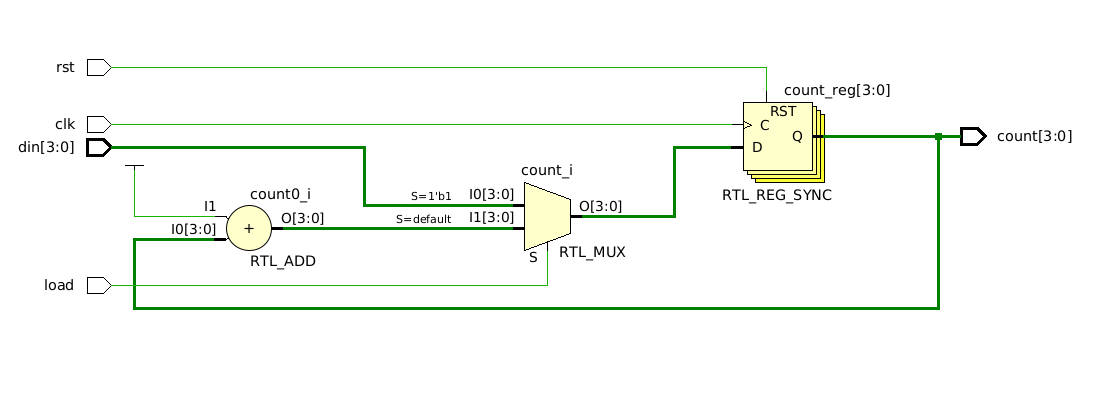 rst
count_reg[3:0]
RST
clk
C
din[3:0]
Q
count[3:0]
D
count_i
RTL_REG_SYNC
count0_i
S=1'b1
I0[3:0]
I1
O[3:0]
O[3:0]
S=default
I1[3:0]
I0[3:0]
+
RTL_ADD
S
RTL_MUX
load